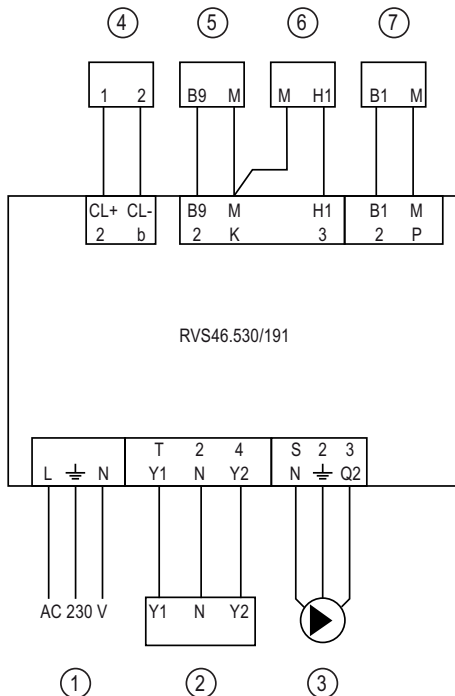 4 5 6 7
1 2 B9 M M H1 B1 M
CL+ CL- B9 M H1 B1 M
2 b 2 K 3 2 P
RVS46.530/191
T 2 4 S 2 3
L N Y1 N Y2 N Q2
AC 230 V Y1 N Y2
1 2 3